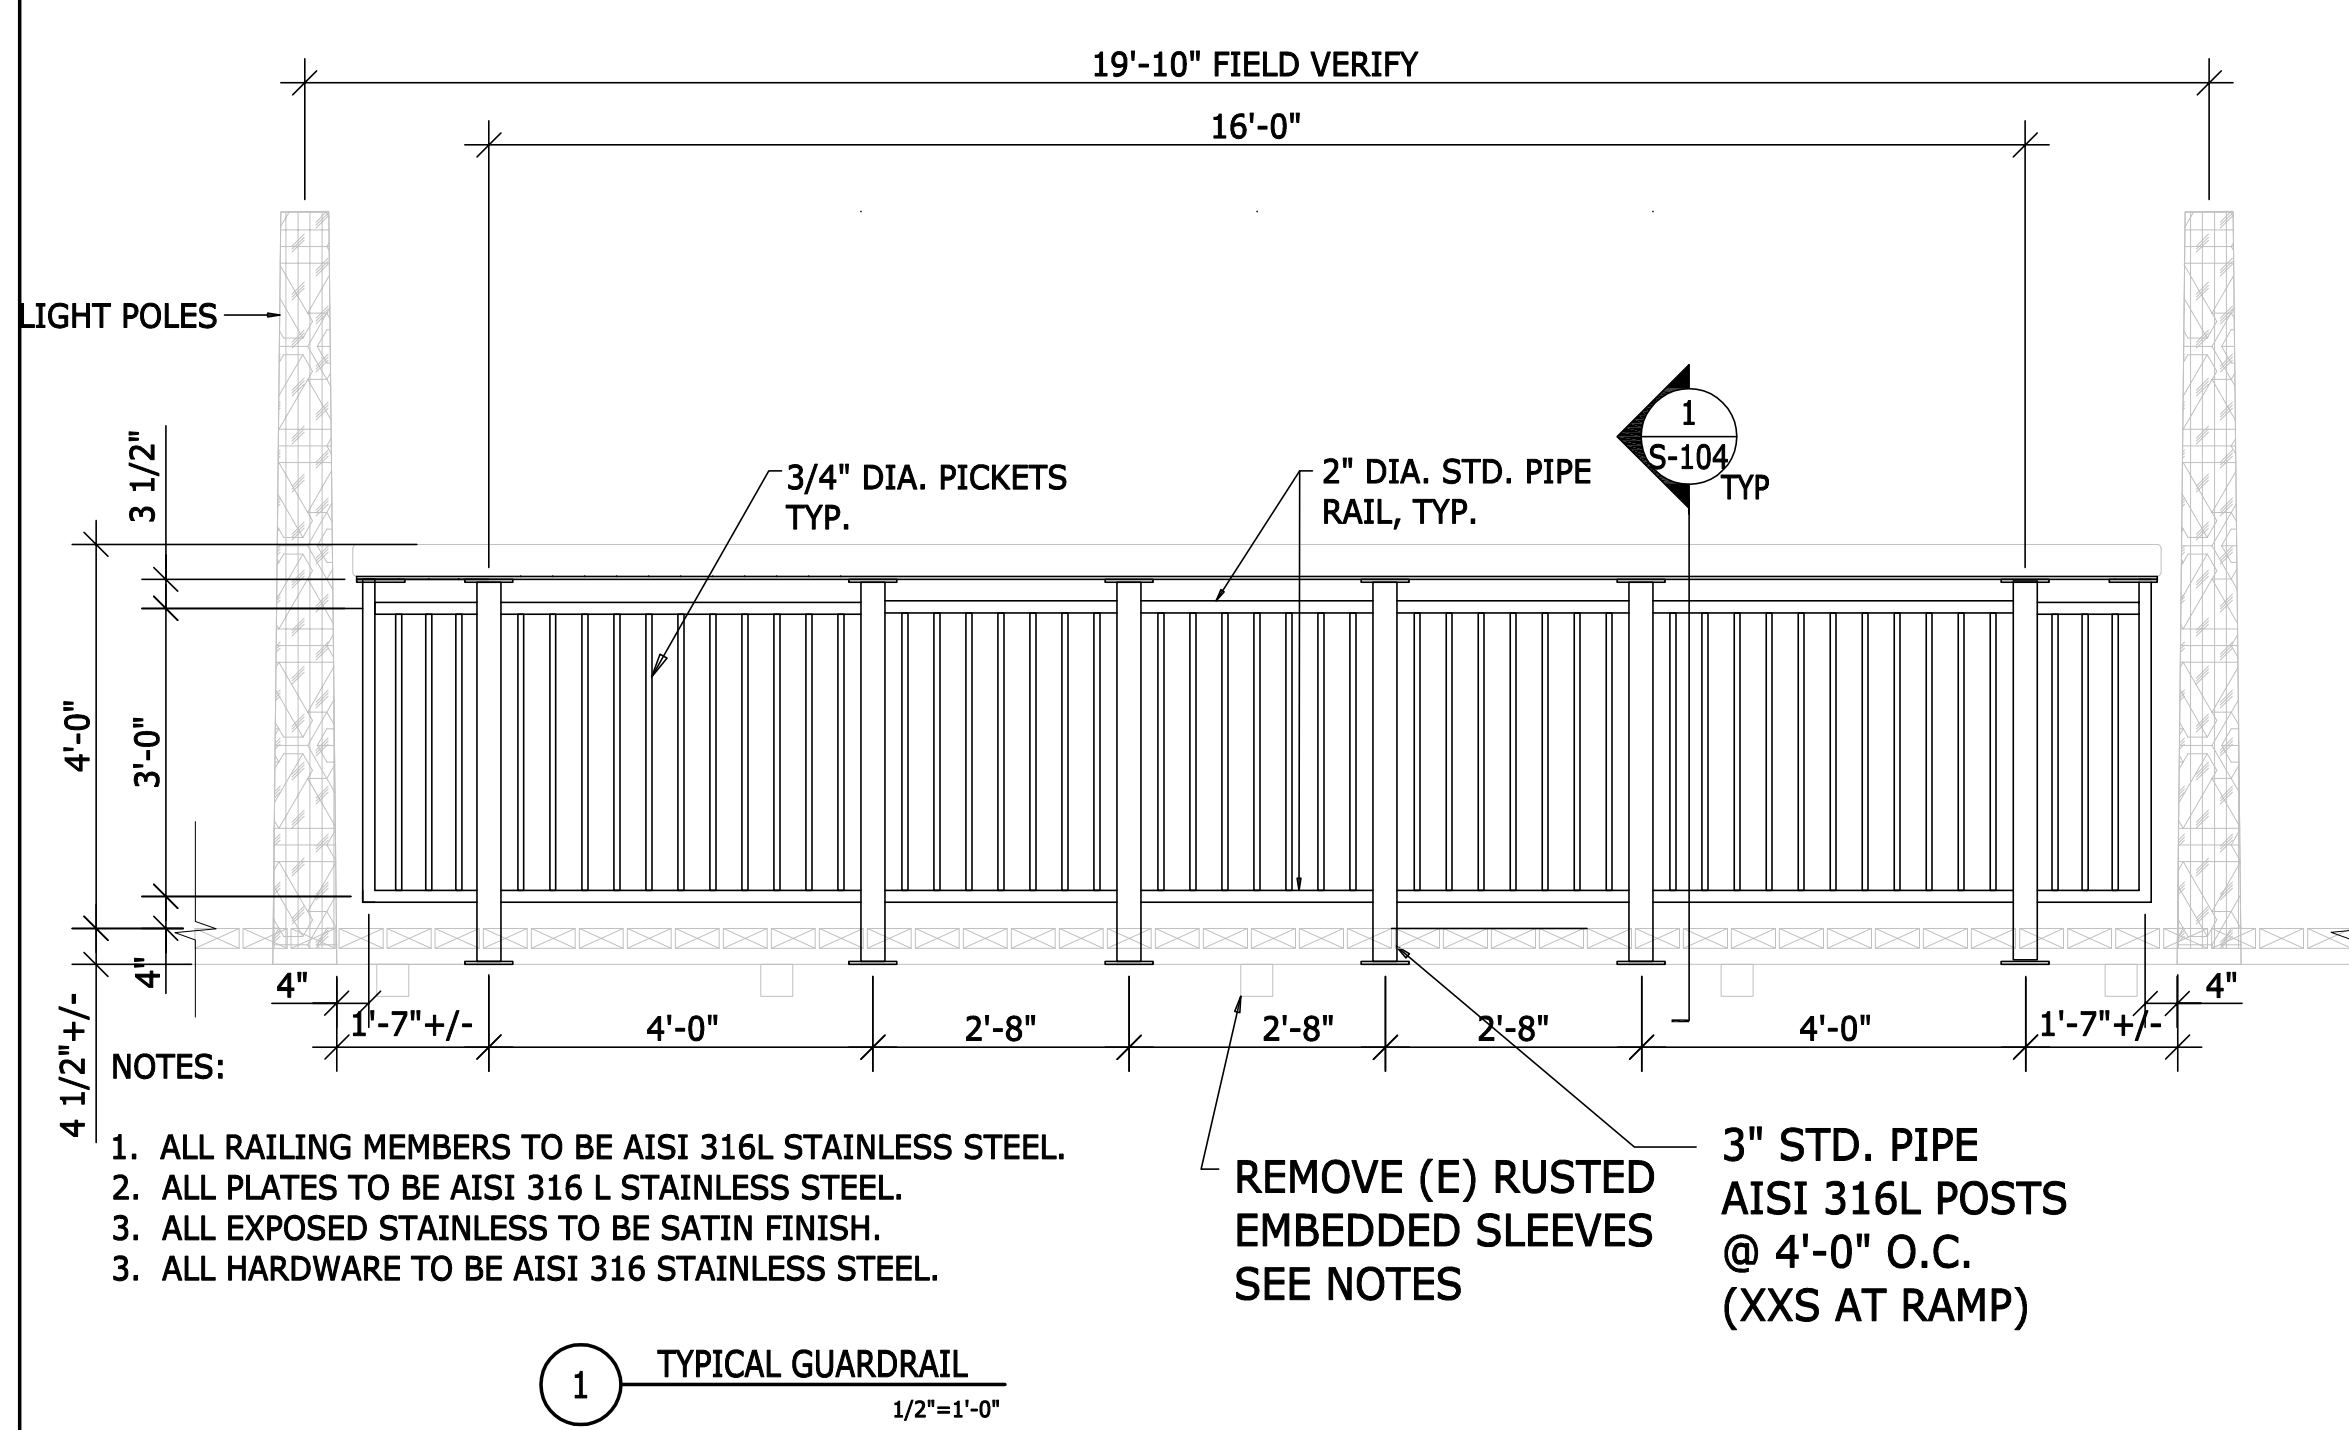 19'-10" FIELD VERIFY
16'-0"
LIGHT POLES
3 1/2"
3/4" DIA. PICKETS
TYP.
2" DIA. STD. PIPE
RAIL, TYP.
1
S-104
TYP
4'-0"
3'-0"
4"
4 1/2"+/-
4"
4"
1'-7"+/-
4'-0"
2'-8"
2'-8"
2'-8"
4'-0"
1'-7"+/-
NOTES:
1. ALL RAILING MEMBERS TO BE AISI 316L STAINLESS STEEL.
2. ALL PLATES TO BE AISI 316 L STAINLESS STEEL.
3. ALL EXPOSED STAINLESS TO BE SATIN FINISH.
3. ALL HARDWARE TO BE AISI 316 STAINLESS STEEL.
REMOVE (E) RUSTED
EMBEDDED SLEEVES
SEE NOTES
3" STD. PIPE
AISI 316L POSTS
@ 4'-0" O.C.
(XXS AT RAMP)
1
TYPICAL GUARDRAIL
1/2"=1'-0"